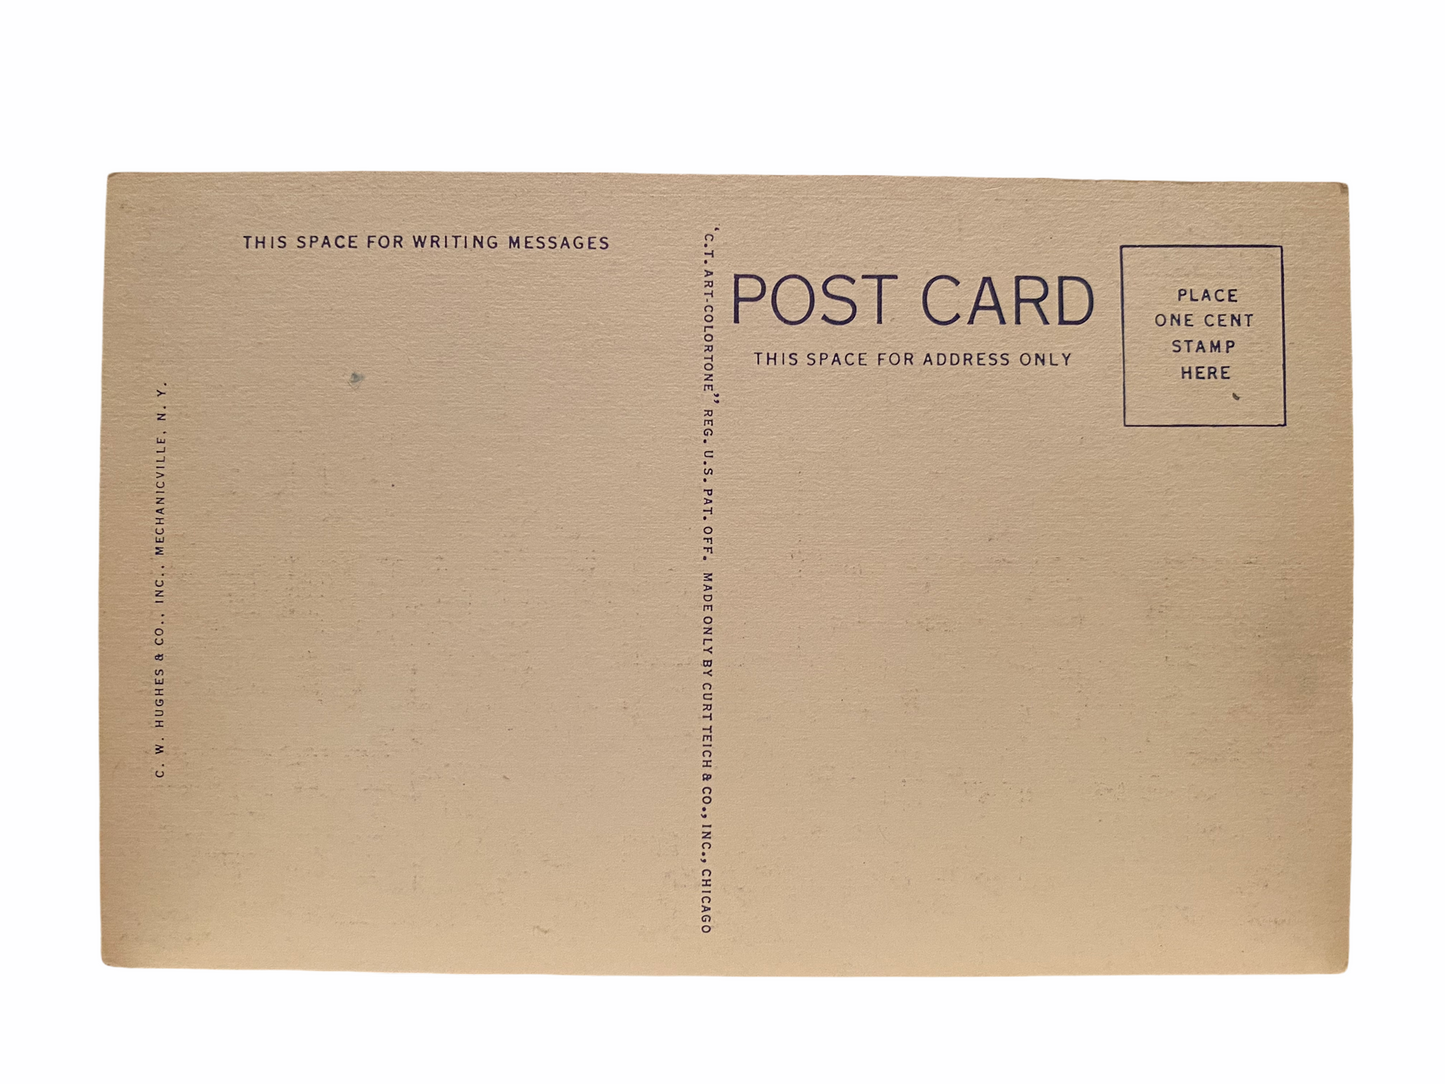 THIS SPACE FOR WRITING MESSAGES
C. W. HUGHES & CO., INC., MECHANICVILLE, N. Y.
"C.T. ART-COLORTONE" REG. U.S. PAT. OFF. MADE ONLY BY CURT TEICH & CO., INC., CHICAGO
POST CARD
THIS SPACE FOR ADDRESS ONLY
PLACE
ONE CENT
STAMP
HERE